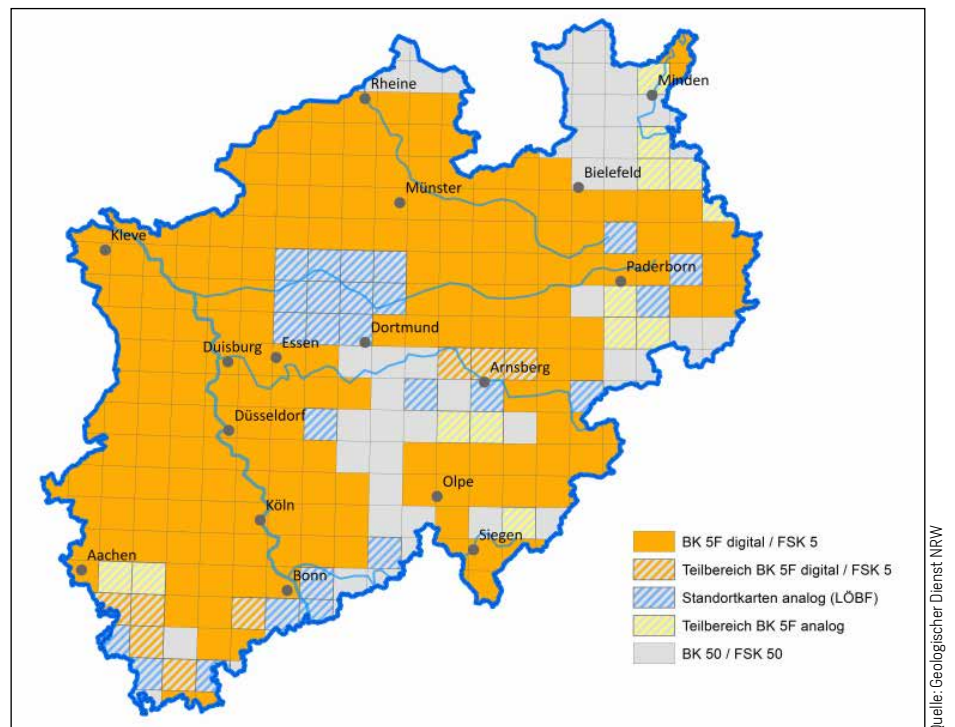 Rheine
Minden
Bielefeld
Münster
Kleve
Paderborn
Dortmund
Duisburg
Essen
Arnsberg
Düsseldorf
Olpe
Köln
Siegen
Aachen
Bonn
BK 5F digital / FSK 5
Teilbereich BK 5F digital / FSK 5
Standortkarten analog (LÖBF)
Teilbereich BK 5F analog
BK 50 / FSK 50
Quelle: Geologischer Dienst NRW